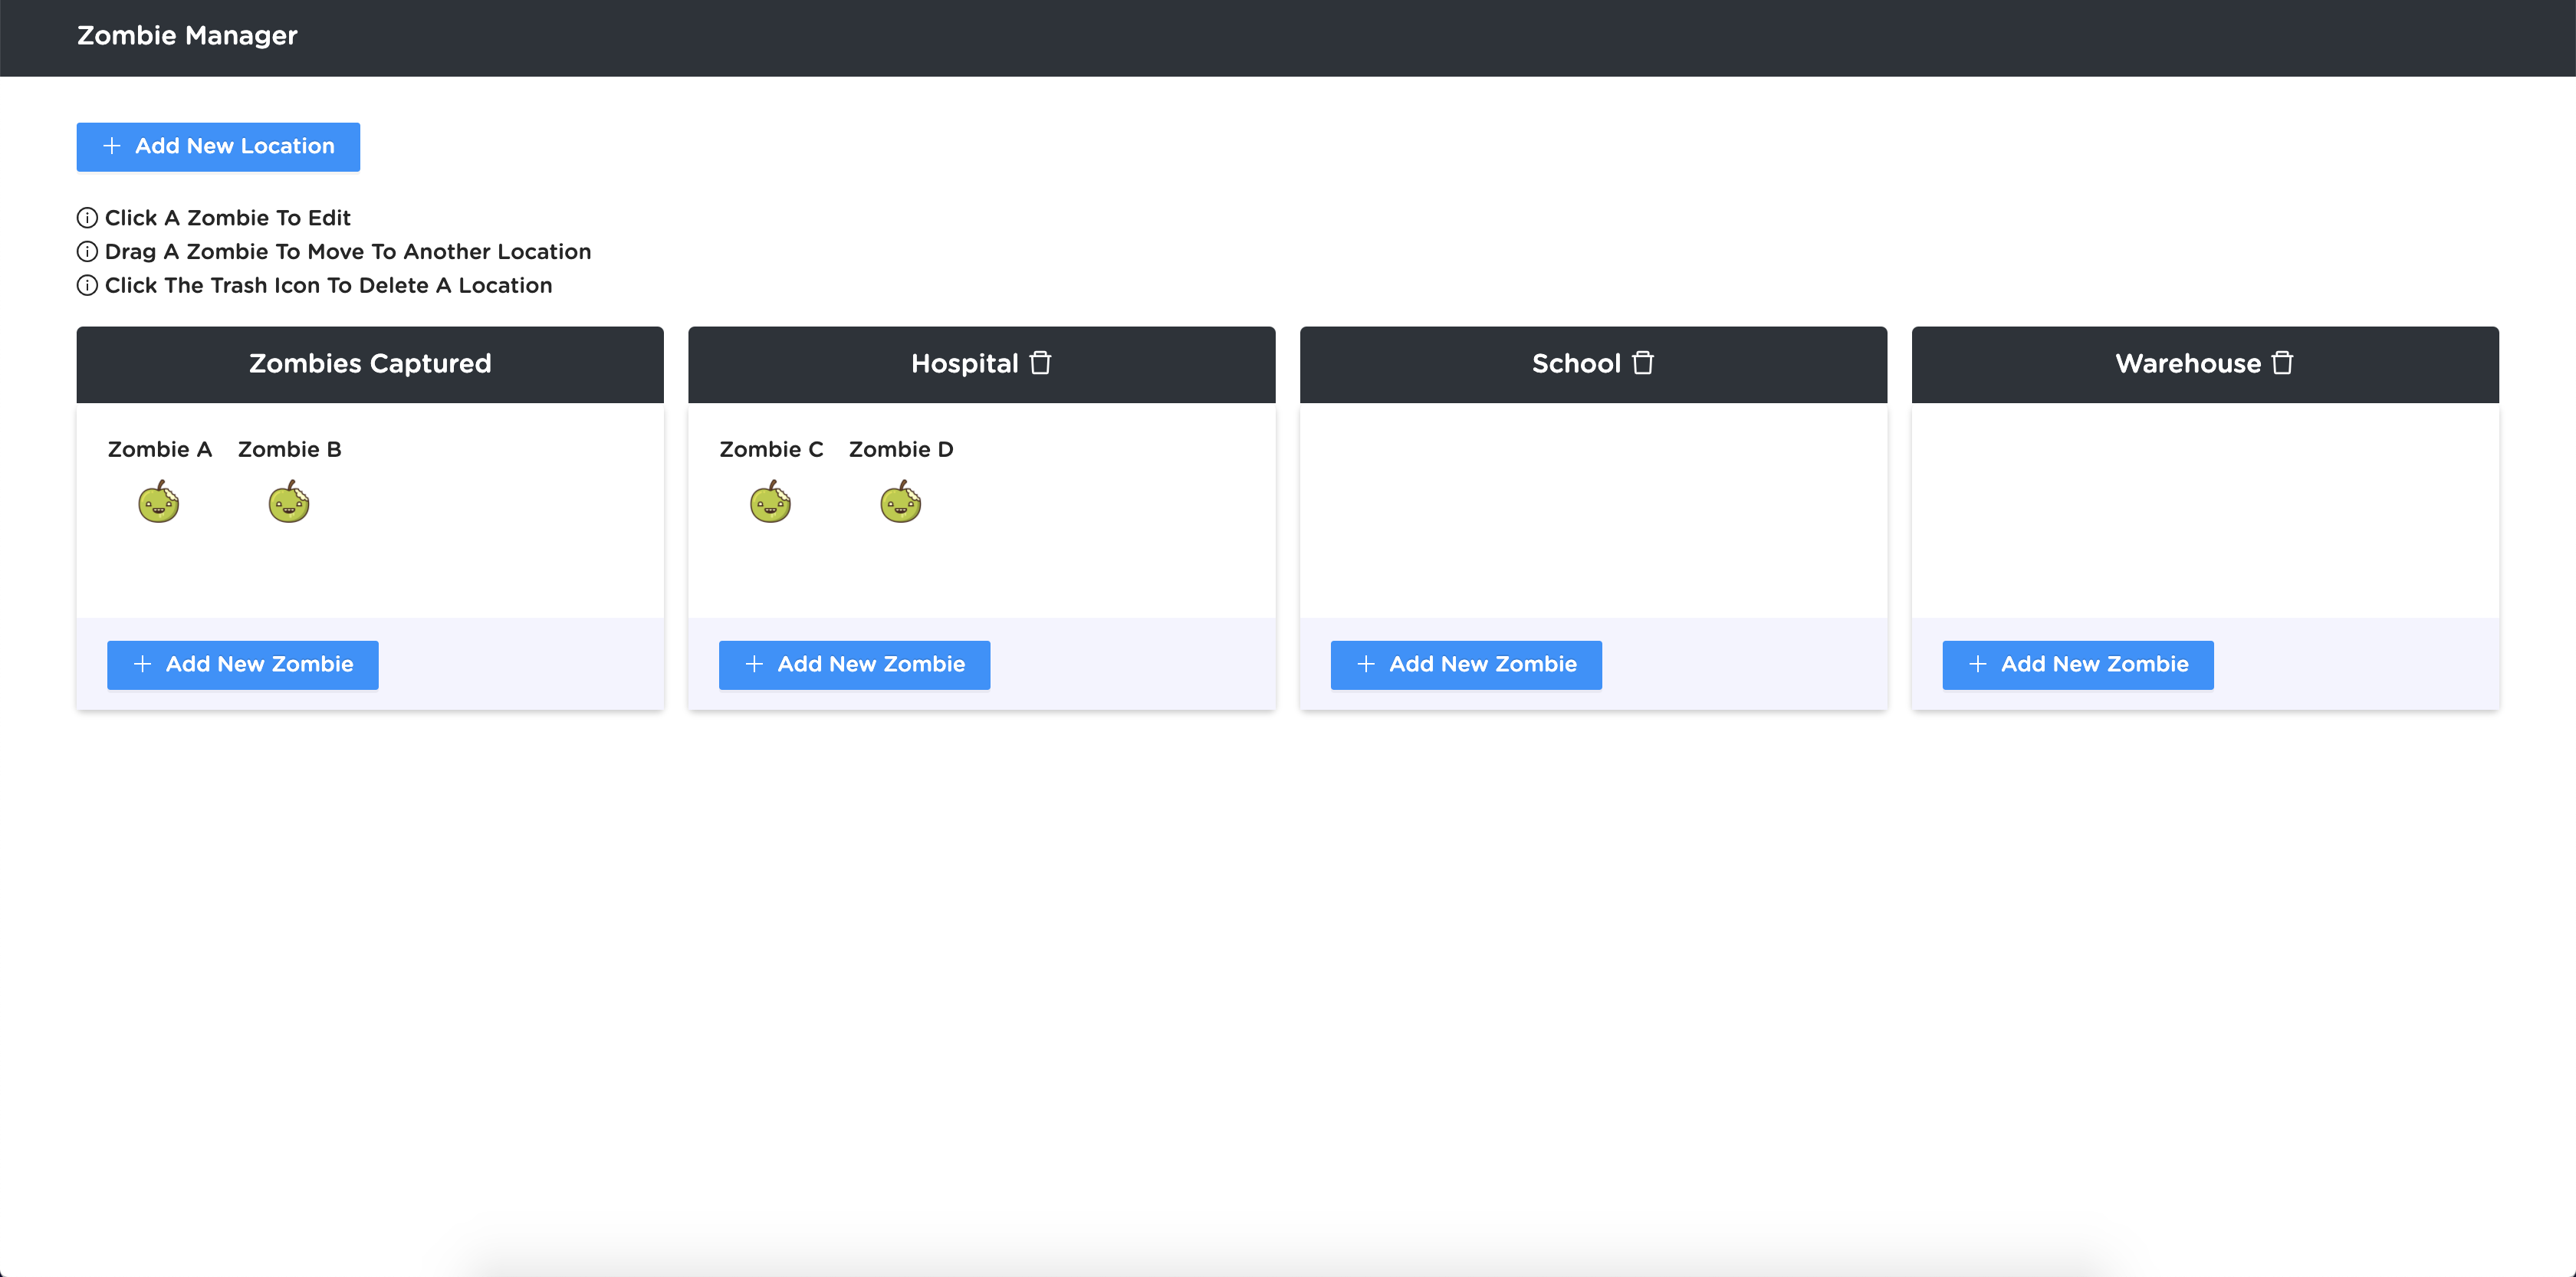 Zombie Manager
Add New Location
Click A Zombie To Edit
Drag A Zombie To Move To Another Location
Click The Trash Icon To Delete A Location
Zombies Captured
Zombie A Zombie B
Add New Zombie
Hospital
Zombie C Zombie D
Add New Zombie
School
Add New Zombie
Warehouse
Add New Zombie